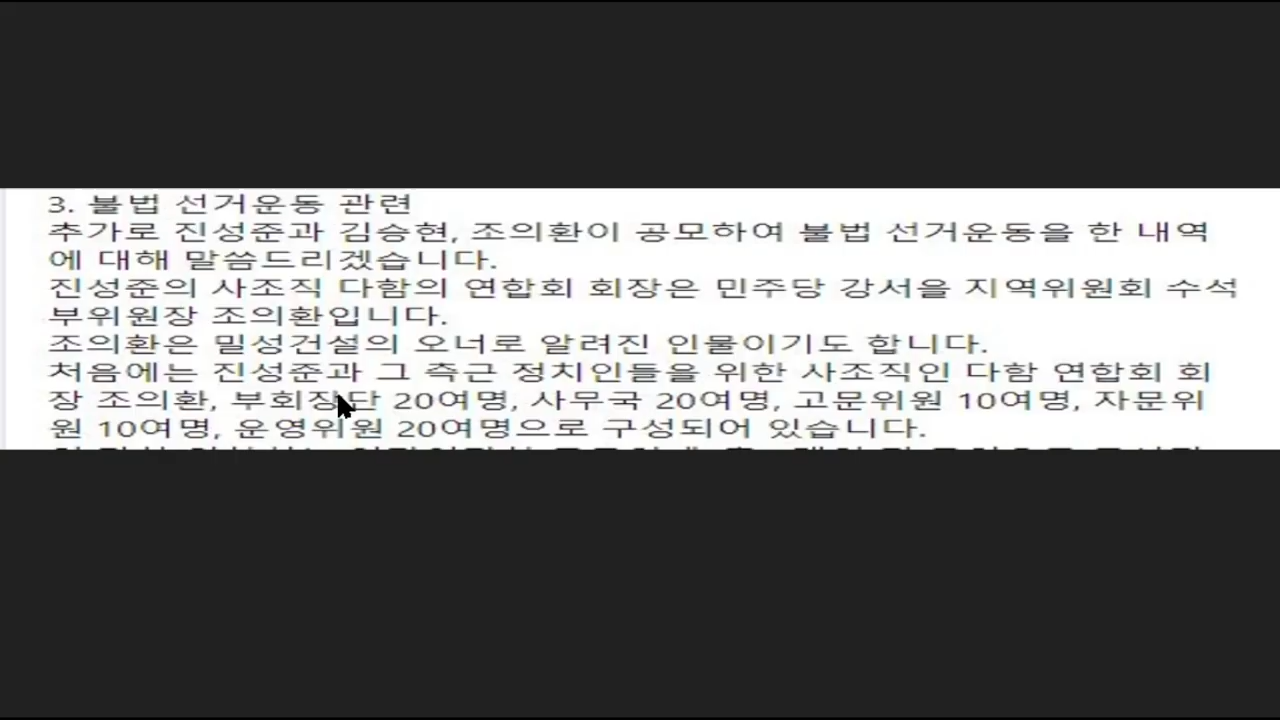 3. 불법 선거운동 관련
추가로 진성준과 김승현, 조의환이 공모하여 불법 선거운동을 한 내역
에 대해 말씀드리겠습니다.
진성준의 사조직 다함의 연합회 회장은 민주당 강서을 지역위원회 수석
부위원장 조의환입니다.
조의환은 밀성건설의 오너로 알려진 인물이기도 합니다.
처음에는 진성준과 그 측근 정치인들을 위한 사조직인 다함 연합회 회
장 조의환, 부회장단 20여명, 사무국 20여명, 고문위원 10여명, 자문위
원 10여명, 운영위원 20여명으로 구성되어 있습니다.